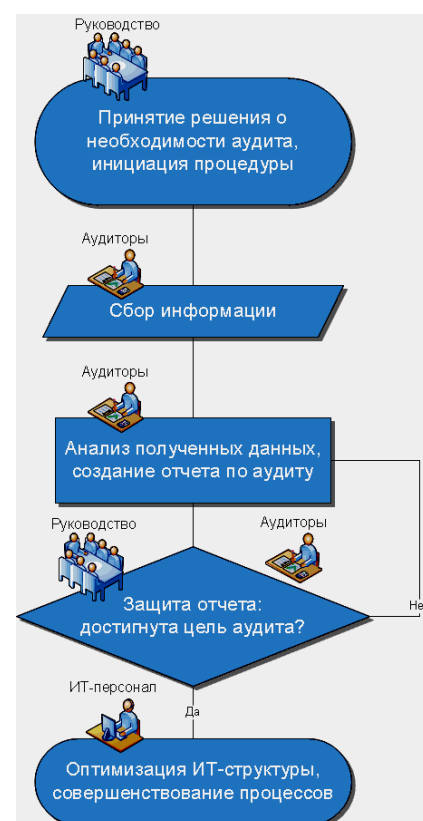 Руководство
Принятие решения о
необходимости аудита,
инициация процедуры
Аудиторы
Сбор информации
Аудиторы
Анализ полученных данных,
создание отчета по аудиту
Руководство
Аудиторы
Защита отчета:
достигнута цель аудита?
Не
ИТ-персонал
Да
Оптимизация ИТ-структуры,
совершенствование процессов